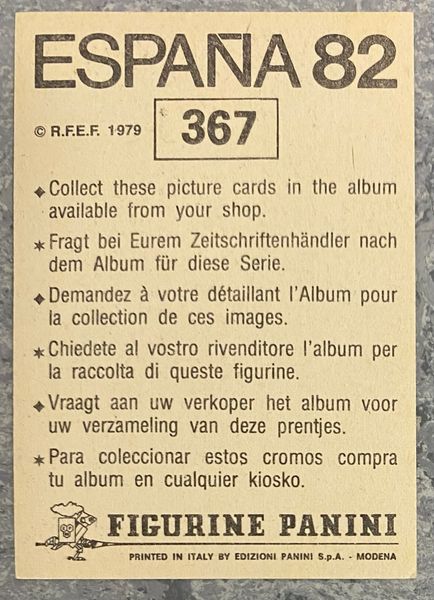 ESPAÑA 82
© R.F.E.F. 1979
367
◆ Collect these picture cards in the album
available from your shop.
✶ Fragt bei Eurem Zeitschriftenhändler nach
dem Album für diese Serie.
◆ Demandez à votre détaillant l'Album pour
la collection de ces images.
✶ Chiedete al vostro rivenditore l'album per
la raccolta di queste figurine.
◆ Vraagt aan uw verkoper het album voor
uw verzameling van deze prentjes.
✶ Para coleccionar estos cromos compra
tu album en cualquier kiosko.
FIGURINE PANINI
PRINTED IN ITALY BY EDIZIONI PANINI S.p.A. - MODENA